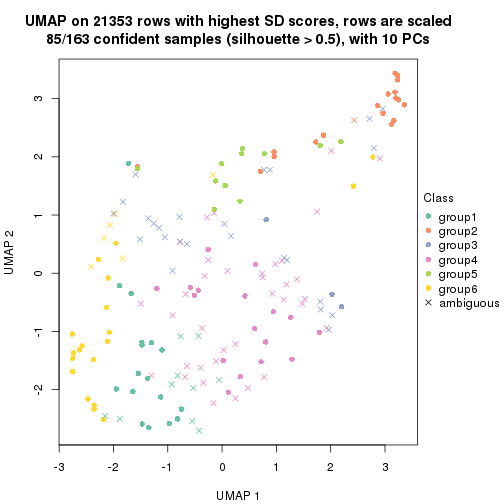 UMAP on 21353 rows with highest SD scores, rows are scaled
85/163 confident samples (silhouette > 0.5), with 10 PCs
3
2
1
0
-1
-2
UMAP 2
-3
-2
-1
0
1
2
3
UMAP 1
Class
group1
group2
group3
group4
group5
group6
ambiguous